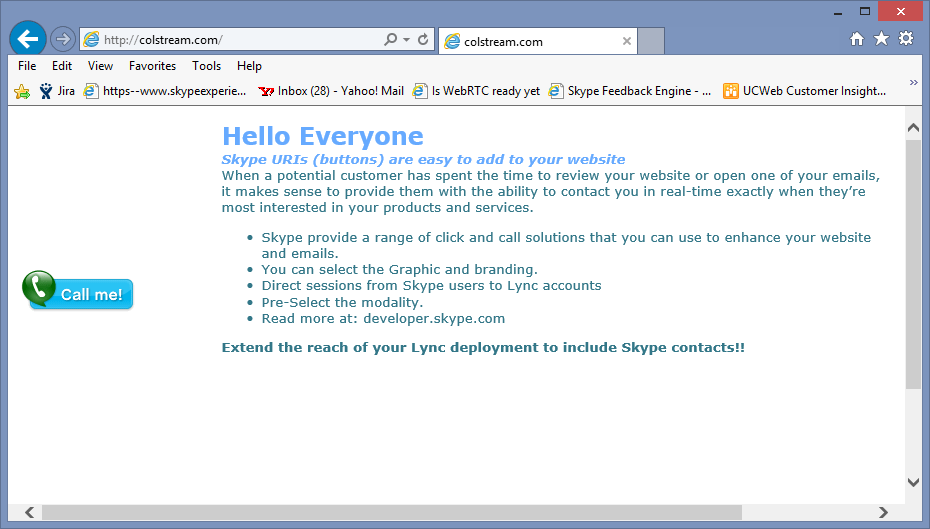 http://colstream.com/
colstream.com
File Edit View Favorites Tools Help
Jira https--www.skypeexperie... Inbox (28) - Yahoo! Mail Is WebRTC ready yet Skype Feedback Engine - ... UCWeb Customer Insight...
Hello Everyone
Skype URIs (buttons) are easy to add to your website
When a potential customer has spent the time to review your website or open one of your emails,
it makes sense to provide them with the ability to contact you in real-time exactly when they’re
most interested in your products and services.
• Skype provide a range of click and call solutions that you can use to enhance your website
and emails.
• You can select the Graphic and branding.
• Direct sessions from Skype users to Lync accounts
• Pre-Select the modality.
• Read more at: developer.skype.com
Call me!
Extend the reach of your Lync deployment to include Skype contacts!!